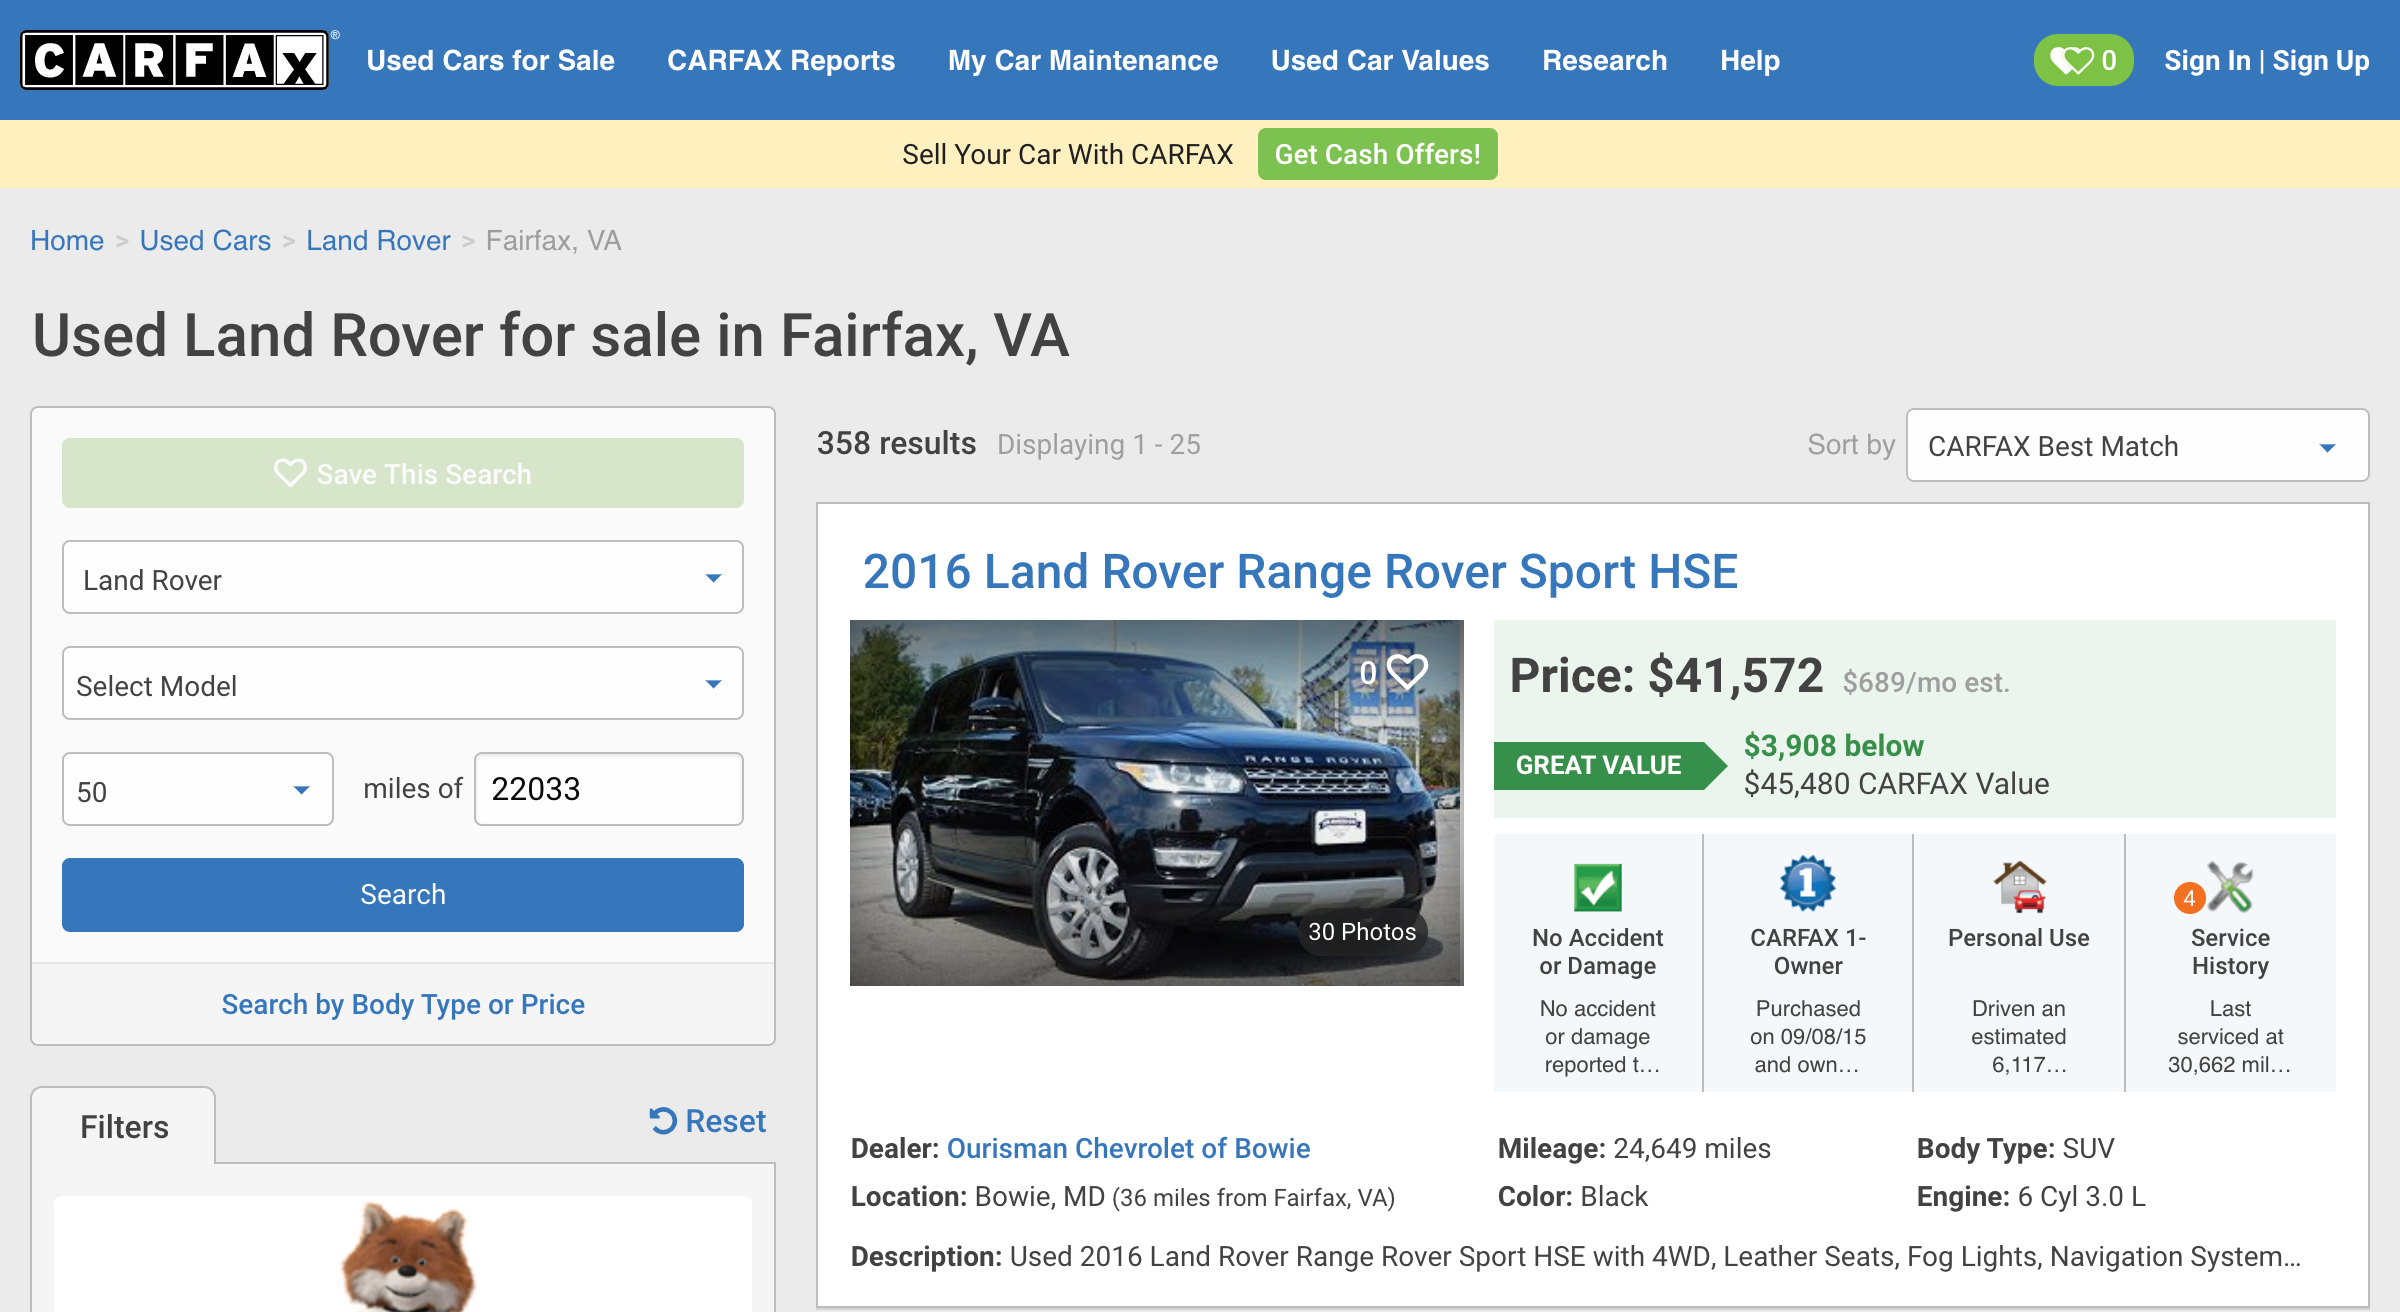 CARFAX®
Used Cars for Sale
CARFAX Reports
My Car Maintenance
Used Car Values
Research
Help
0
Sign In | Sign Up
Sell Your Car With CARFAX
Get Cash Offers!
Home > Used Cars > Land Rover > Fairfax, VA
Used Land Rover for sale in Fairfax, VA
Save This Search
Land Rover
Select Model
50
miles of
22033
Search
Search by Body Type or Price
Filters
Reset
358 results
Displaying 1 - 25
Sort by
CARFAX Best Match
2016 Land Rover Range Rover Sport HSE
0
RANGE ROVER
30 Photos
Price: $41,572
$689/mo est.
GREAT VALUE
$3,908 below
$45,480 CARFAX Value
No Accident
or Damage
No accident
or damage
reported t…
1
CARFAX 1-
Owner
Purchased
on 09/08/15
and own…
Personal Use
Driven an
estimated
6,117…
4
Service
History
Last
serviced at
30,662 mil…
Dealer: Ourisman Chevrolet of Bowie
Mileage: 24,649 miles
Body Type: SUV
Location: Bowie, MD (36 miles from Fairfax, VA)
Color: Black
Engine: 6 Cyl 3.0 L
Description: Used 2016 Land Rover Range Rover Sport HSE with 4WD, Leather Seats, Fog Lights, Navigation System...